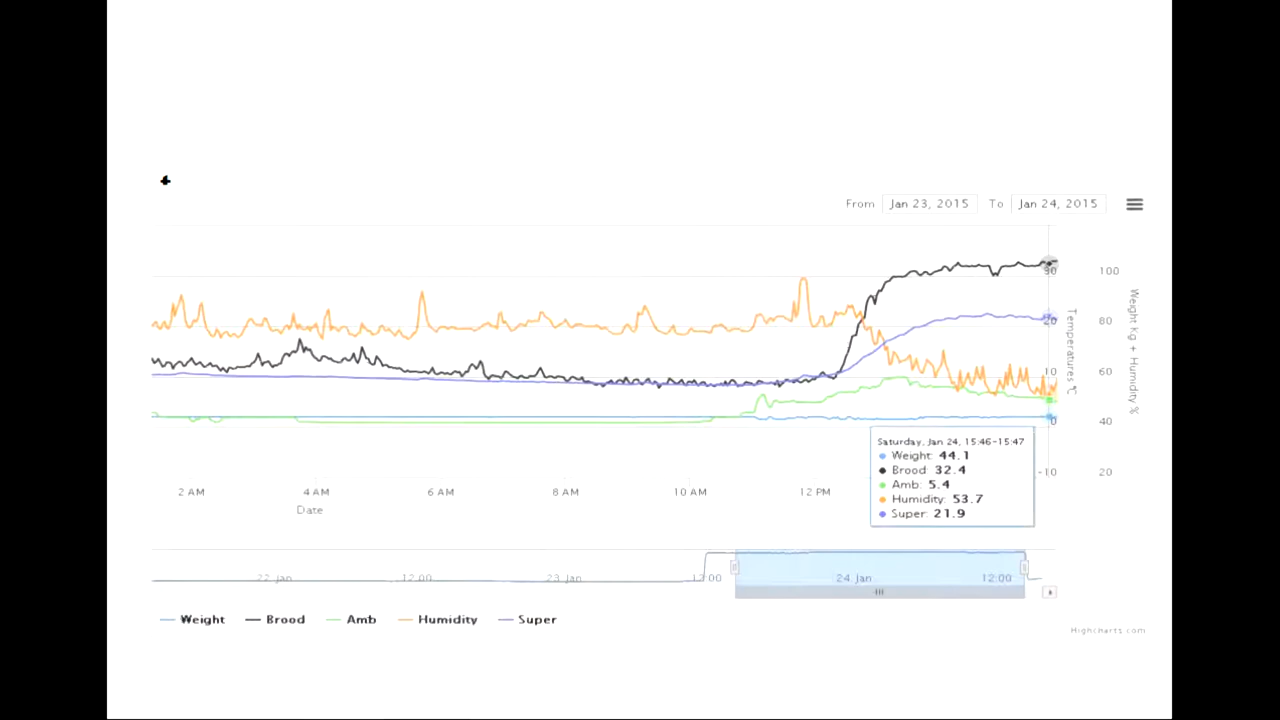 From Jan 23, 2015 To Jan 24, 2015
30 100
20 80
10 60
0 40
-10 20
Temperatures °C
Weight Kg + Humidity %
Saturday, Jan 24, 15:46-15:47
Weight: 44.1
Brood: 32.4
Amb: 5.4
Humidity: 53.7
Super: 21.9
2 AM 4 AM 6 AM 8 AM 10 AM 12 PM
Date
22 Jan 12:00 23 Jan 12:00 24 Jan 12:00
Weight Brood Amb Humidity Super
Highcharts.com